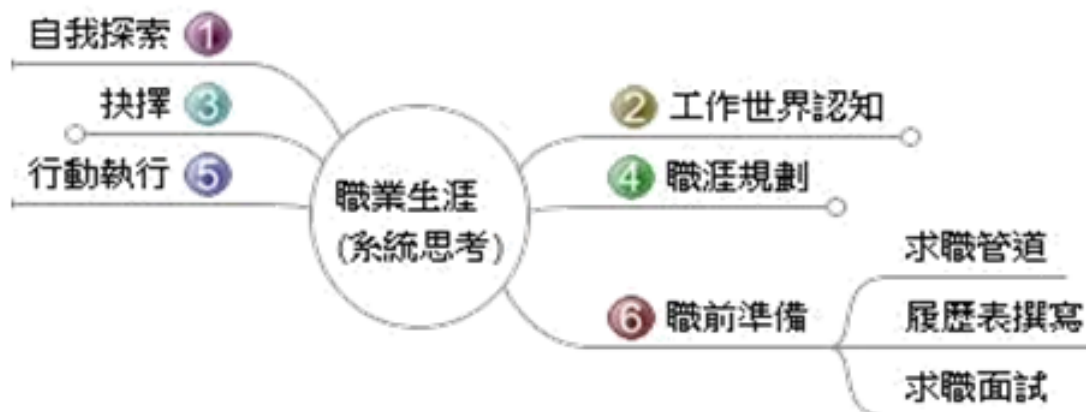 自我探索 1
抉擇 3
行動執行 5
職業生涯
(系統思考)
2 工作世界認知
4 職涯規劃
6 職前準備
求職管道
履歷表撰寫
求職面試